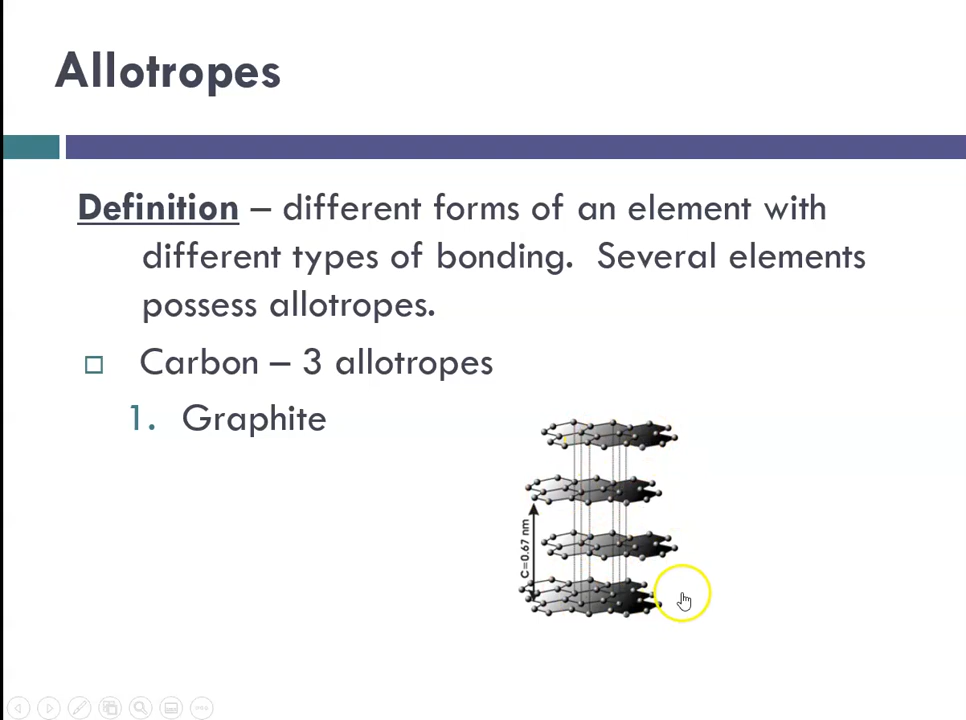 Allotropes
Definition – different forms of an element with
different types of bonding.  Several elements
possess allotropes.
Carbon – 3 allotropes
1. Graphite
C=0.67 nm